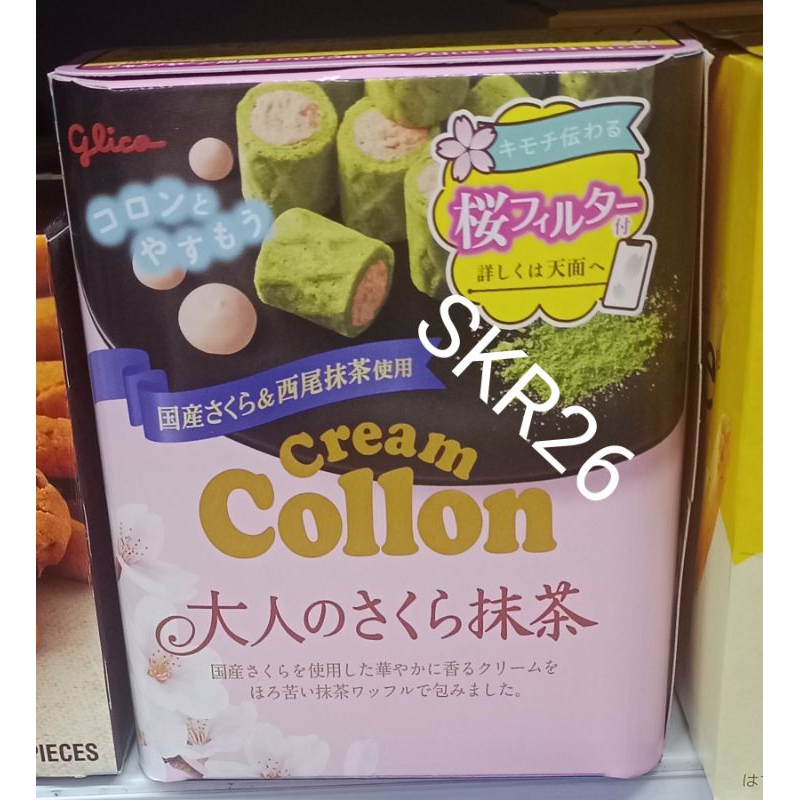 Glico
キモチ伝わる
桜フィルター付
詳しくは天面へ
コロンと
やすもう
SKR26
国産さくら&西尾抹茶使用
Cream
Collon
大人のさくら抹茶
国産さくらを使用した華やかに香るクリームを
ほろ苦い抹茶ワッフルで包みました。
PIECES
は